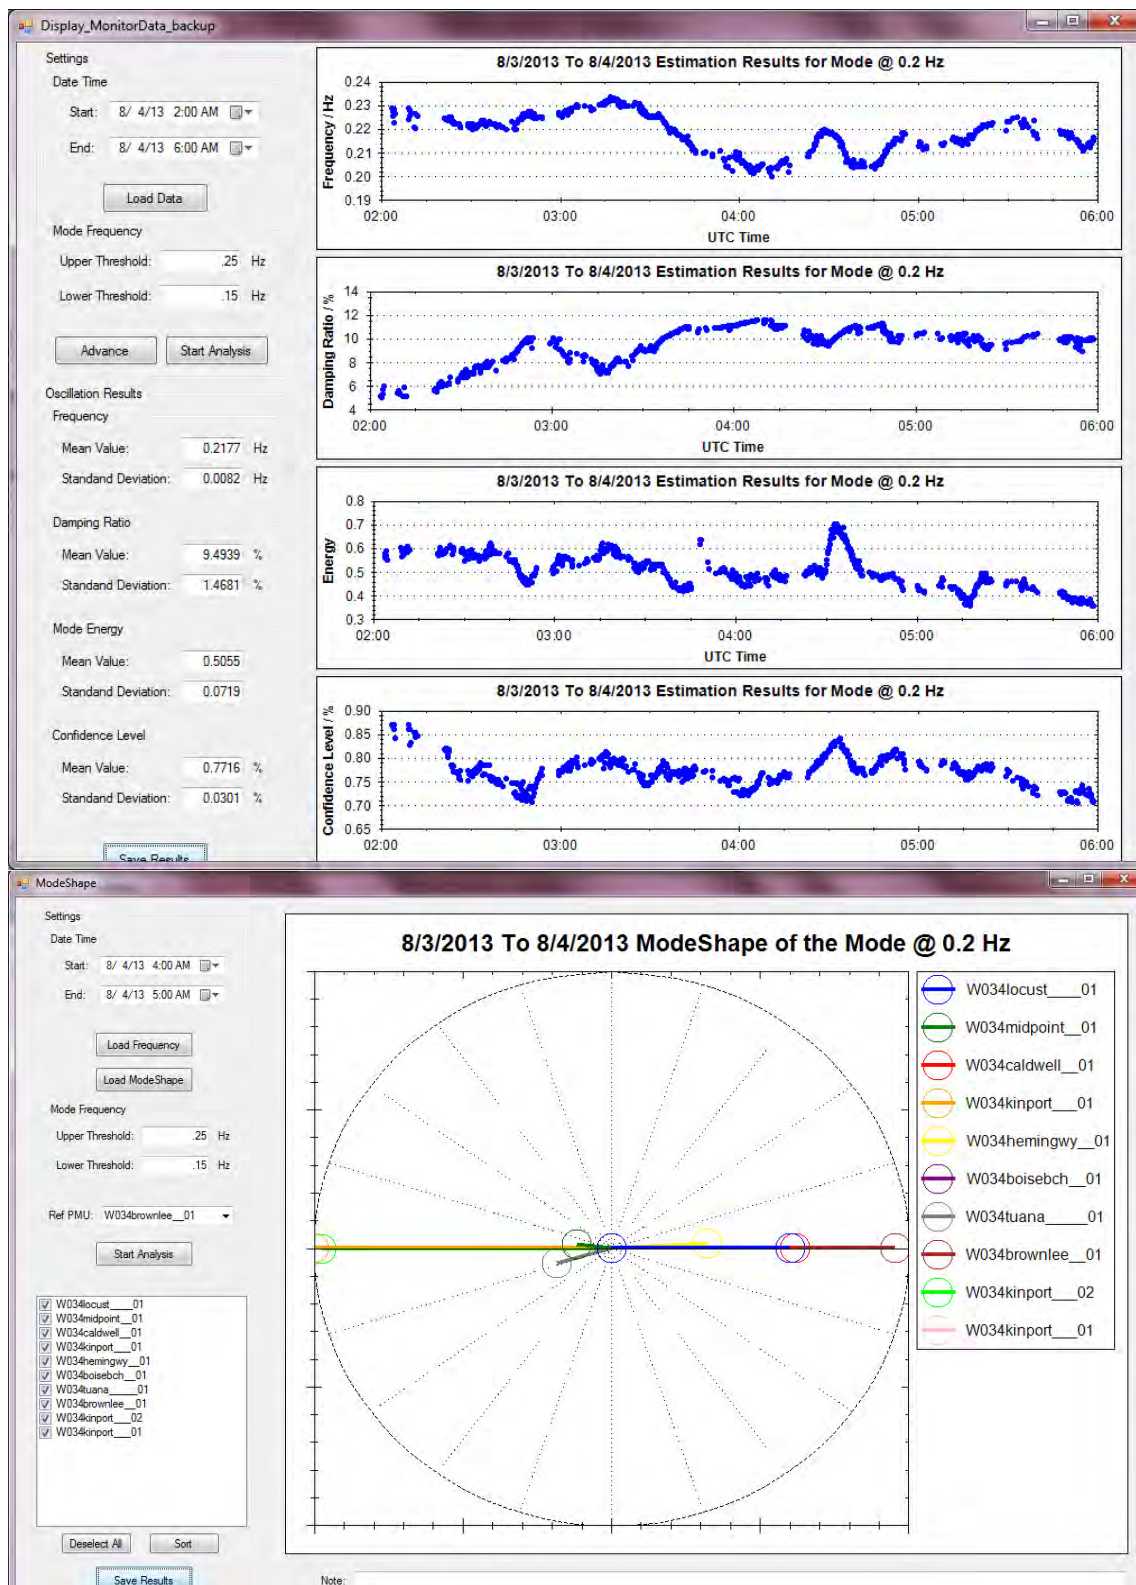 Display_MonitorData_backup
Settings
Date Time
Start: 8/ 4/13 2:00 AM
End: 8/ 4/13 6:00 AM
Load Data
Mode Frequency
Upper Threshold: .25 Hz
Lower Threshold: .15 Hz
Advance Start Analysis
Oscillation Results
Frequency
Mean Value: 0.2177 Hz
Standand Deviation: 0.0082 Hz
Damping Ratio
Mean Value: 9.4939 %
Standand Deviation: 1.4681 %
Mode Energy
Mean Value: 0.5055
Standand Deviation: 0.0719
Confidence Level
Mean Value: 0.7716 %
Standand Deviation: 0.0301 %
Save Results
8/3/2013 To 8/4/2013 Estimation Results for Mode @ 0.2 Hz
Frequency / Hz
0.24
0.23
0.22
0.21
0.20
0.19
02:00 03:00 04:00 05:00 06:00
UTC Time
8/3/2013 To 8/4/2013 Estimation Results for Mode @ 0.2 Hz
Damping Ratio / %
14
12
10
8
6
4
02:00 03:00 04:00 05:00 06:00
UTC Time
8/3/2013 To 8/4/2013 Estimation Results for Mode @ 0.2 Hz
Energy
0.8
0.7
0.6
0.5
0.4
0.3
02:00 03:00 04:00 05:00 06:00
UTC Time
8/3/2013 To 8/4/2013 Estimation Results for Mode @ 0.2 Hz
Confidence Level / %
0.90
0.85
0.80
0.75
0.70
0.65
02:00 03:00 04:00 05:00 06:00
ModeShape
Settings
Date Time
Start: 8/ 4/13 4:00 AM
End: 8/ 4/13 5:00 AM
Load Frequency
Load ModeShape
Mode Frequency
Upper Threshold: .25 Hz
Lower Threshold: .15 Hz
Ref PMU: W034brownlee__01
Start Analysis
W034locust____01
W034midpoint__01
W034caldwell__01
W034kinport___01
W034hemingwy__01
W034boisebch__01
W034tuana_____01
W034brownlee__01
W034kinport___02
W034kinport___01
Deselect All Sort
Save Results
8/3/2013 To 8/4/2013 ModeShape of the Mode @ 0.2 Hz
W034locust____01
W034midpoint__01
W034caldwell__01
W034kinport___01
W034hemingwy__01
W034boisebch__01
W034tuana_____01
W034brownlee__01
W034kinport___02
W034kinport___01
Note: